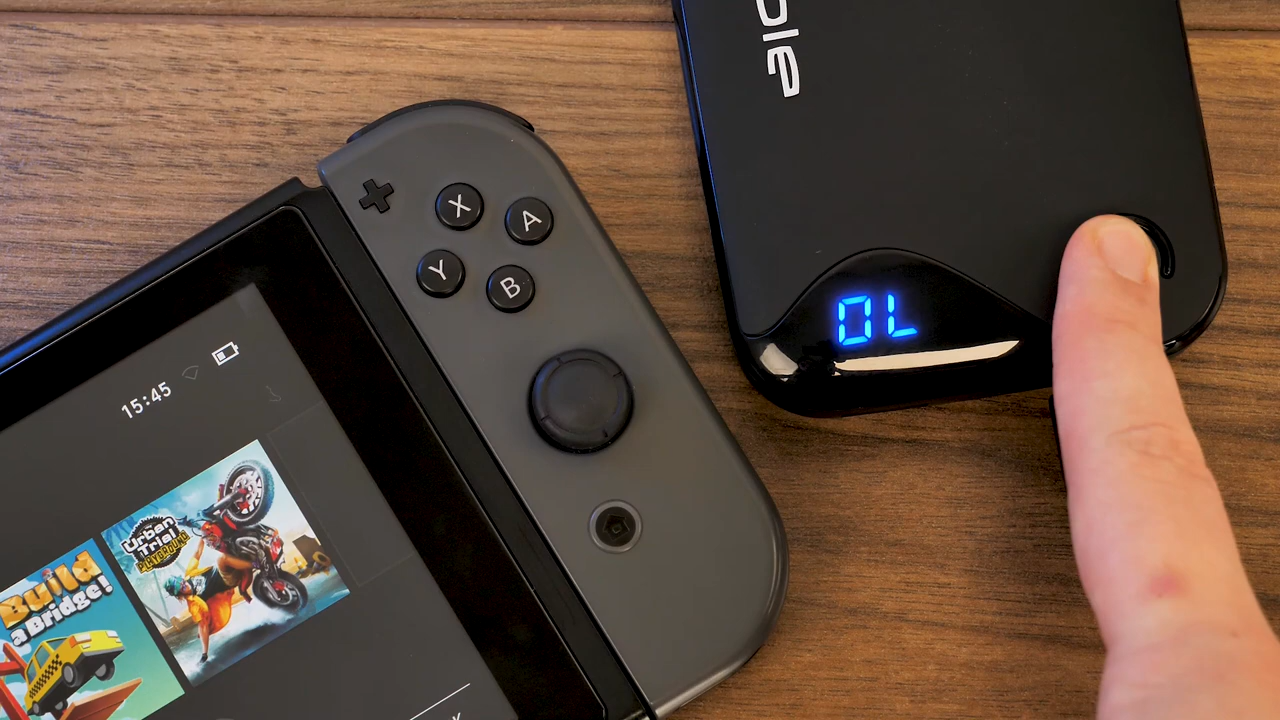 X
A
Y
B
15:45
Urban
Trial
PLAYGROUND
Build
a Bridge!
0L